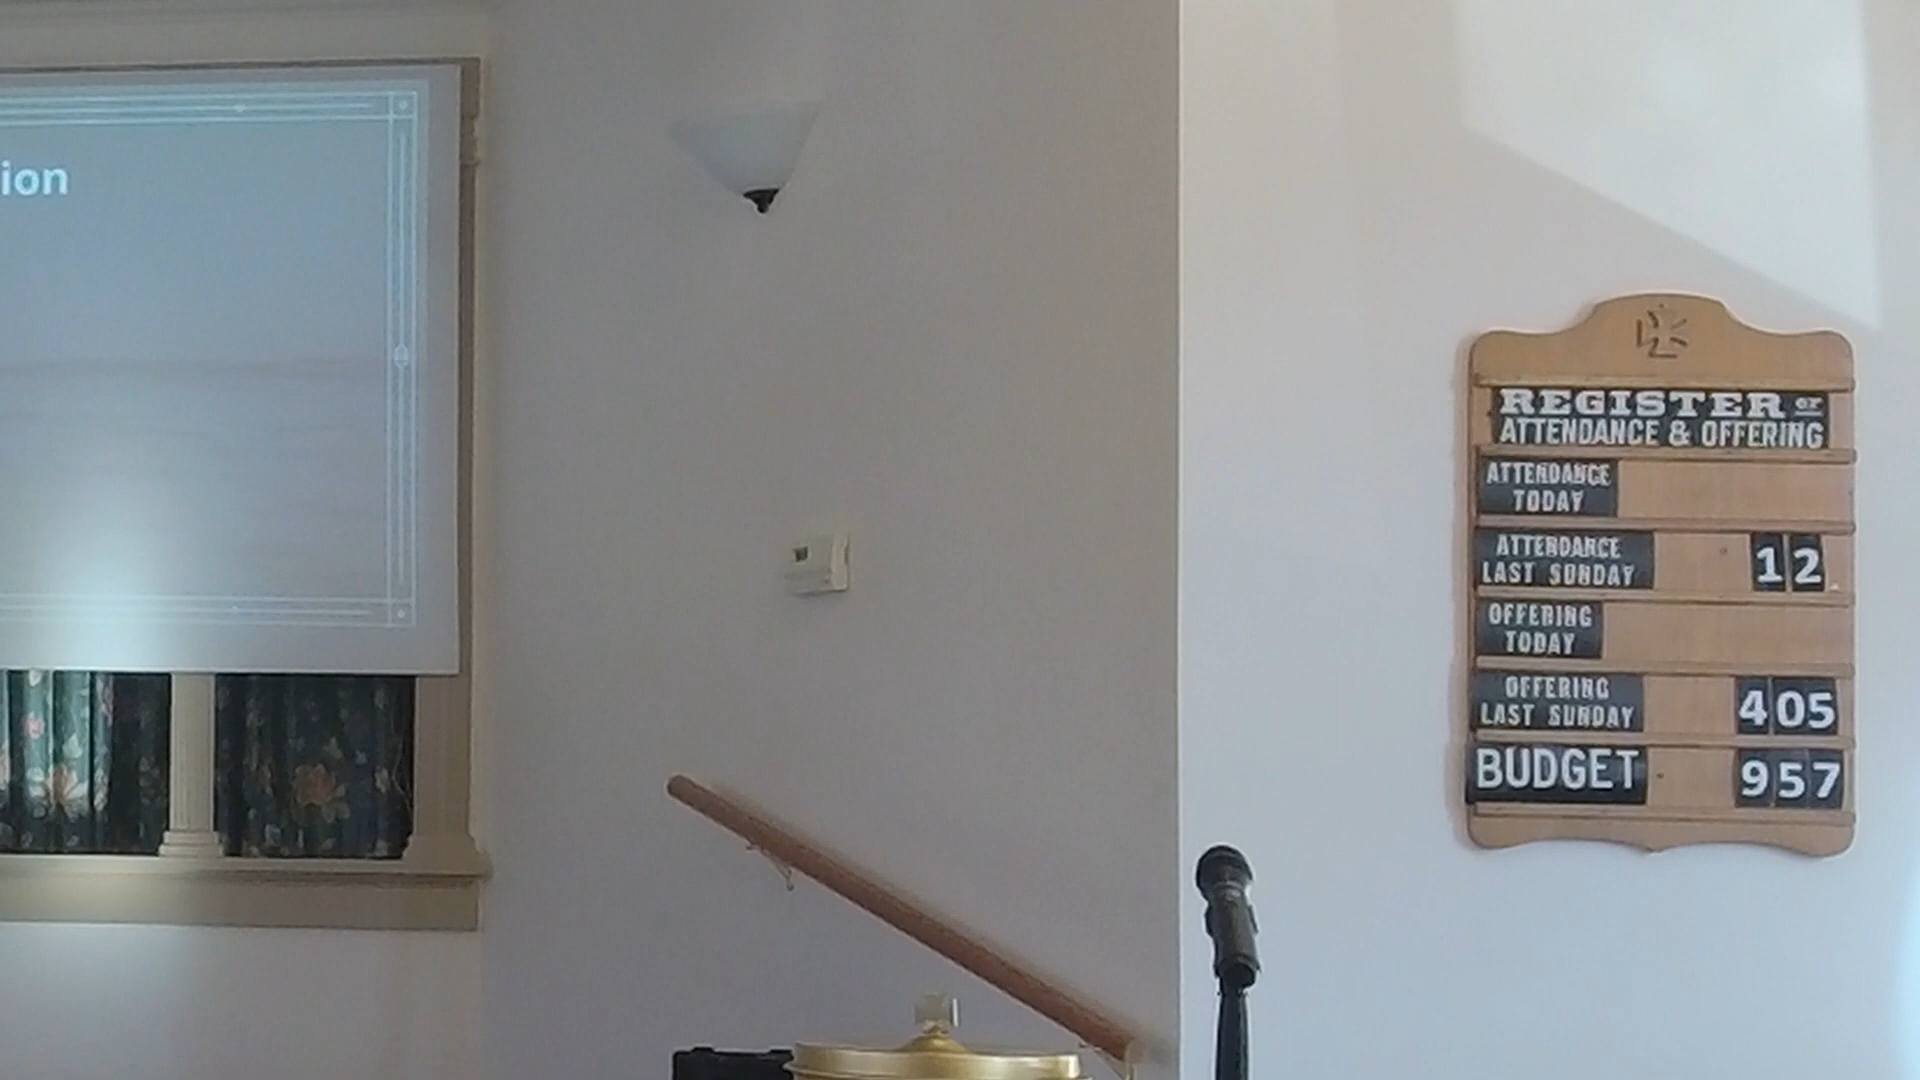 ion
REGISTER OF
ATTENDANCE & OFFERING
ATTENDANCE
TODAY
ATTENDANCE
LAST SUNDAY
12
OFFERING
TODAY
OFFERING
LAST SUNDAY
405
BUDGET
957